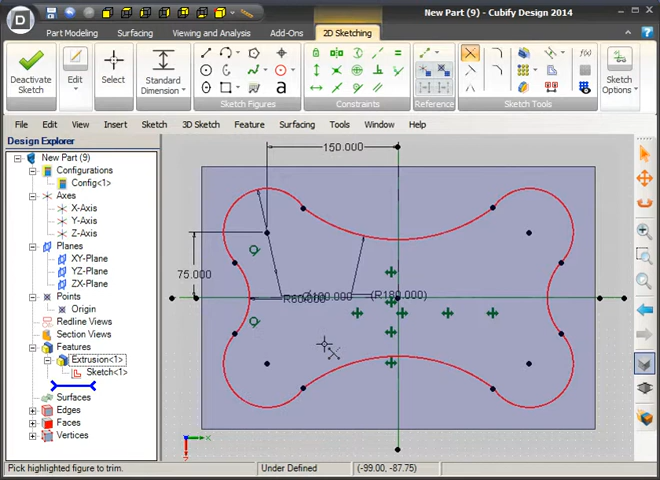 New Part (9) - Cubify Design 2014
Part Modeling Surfacing Viewing and Analysis Add-Ons 2D Sketching
Deactivate Sketch
Edit
Select
Standard Dimension
Sketch Figures
Constraints
Reference
Sketch Tools
Sketch Options
File Edit View Insert Sketch 3D Sketch Feature Surfacing Tools Window Help
Design Explorer
New Part (9)
Configurations
Config<1>
Axes
X-Axis
Y-Axis
Z-Axis
Planes
XY-Plane
YZ-Plane
ZX-Plane
Points
Origin
Redline Views
Section Views
Features
Extrusion<1>
Sketch<1>
Surfaces
Edges
Faces
Vertices
150.000
75.000
(R180.000)
Pick highlighted figure to trim. Under Defined (-99.00, -87.75)